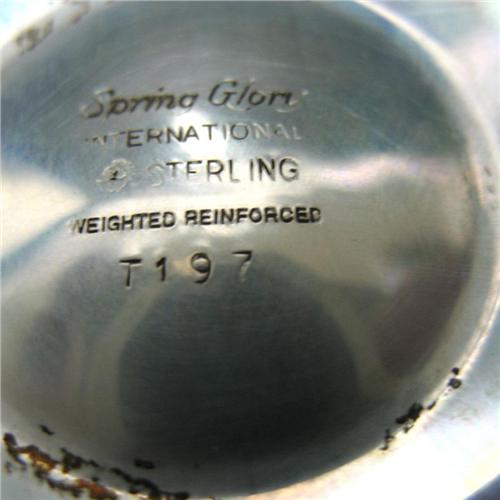 Spring Glory
INTERNATIONAL
STERLING
WEIGHTED REINFORCED
T197